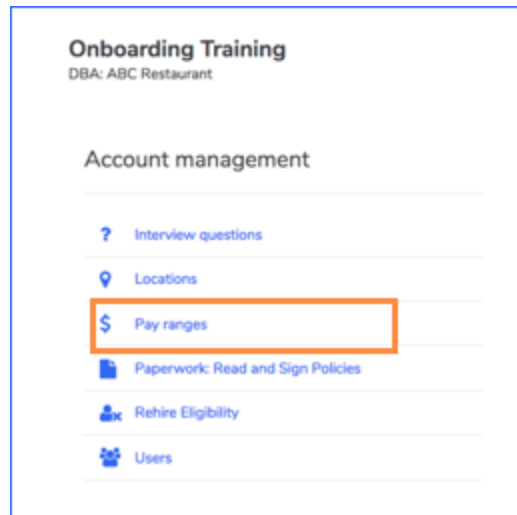 Onboarding Training
DBA: ABC Restaurant
Account management
? Interview questions
Locations
$ Pay ranges
Paperwork: Read and Sign Policies
Rehire Eligibility
Users